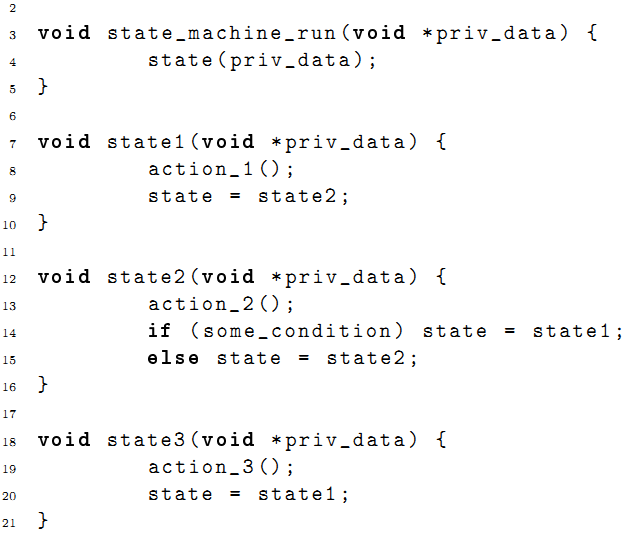 2
3 void state_machine_run(void *priv_data) {
4 state(priv_data);
5 }
6
7 void state1(void *priv_data) {
8 action_1();
9 state = state2;
10 }
11
12 void state2(void *priv_data) {
13 action_2();
14 if (some_condition) state = state1;
15 else state = state2;
16 }
17
18 void state3(void *priv_data) {
19 action_3();
20 state = state1;
21 }